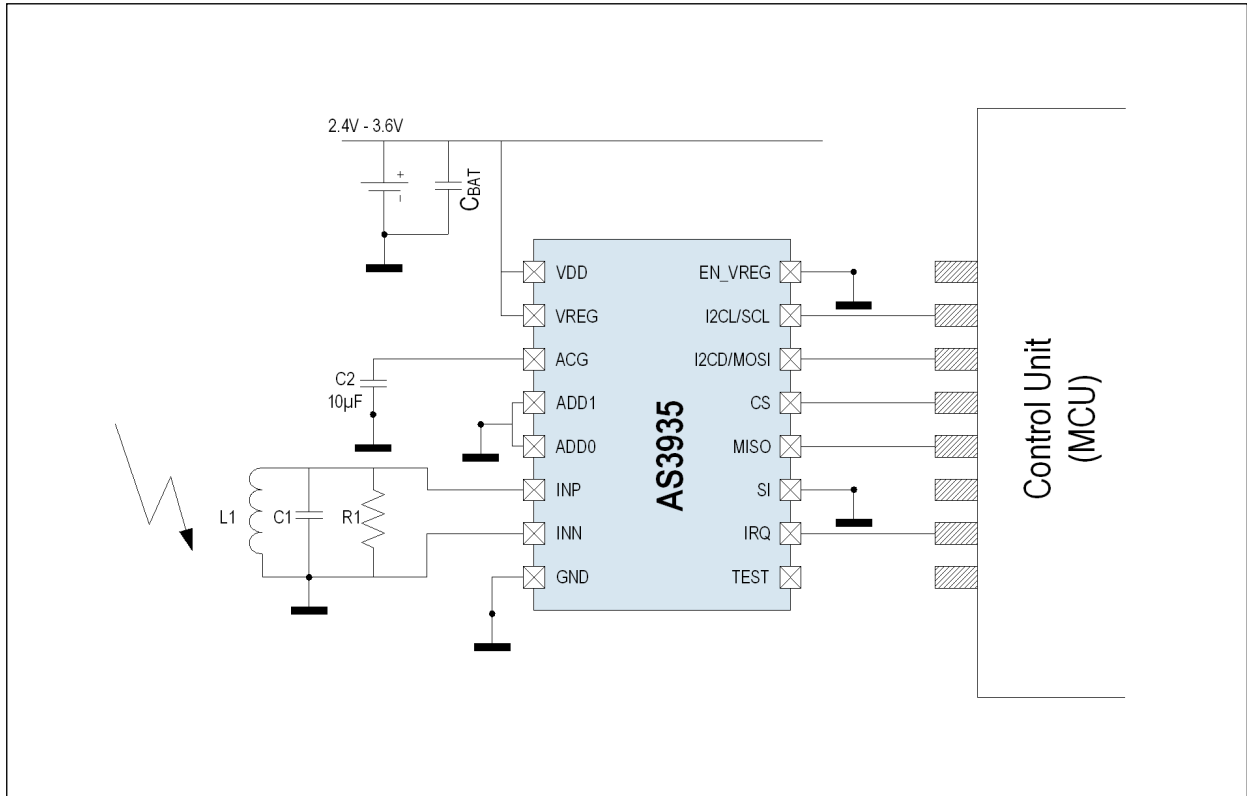 2.4V - 3.6V
+
-
CBAT
VDD
VREG
ACG
ADD1
ADD0
INP
INN
GND
AS3935
EN_VREG
I2CL/SCL
I2CD/MOSI
CS
MISO
SI
IRQ
TEST
C2
10µF
L1
C1
R1
Control Unit
(MCU)